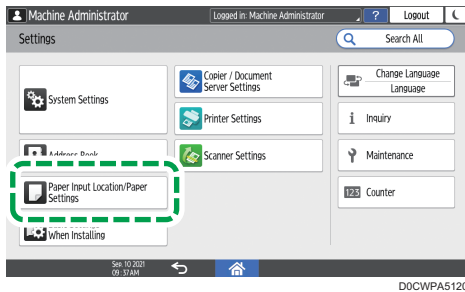 Machine Administrator
Logged in: Machine Administrator
?
Logout
Settings
Search All
System Settings
Copier / Document
Server Settings
Change Language
Language
Printer Settings
i Inquiry
Address Book
Scanner Settings
Maintenance
Paper Input Location/Paper
Settings
123 Counter
When Installing
Sep. 10 2021
09:37AM
D0CWPA5120